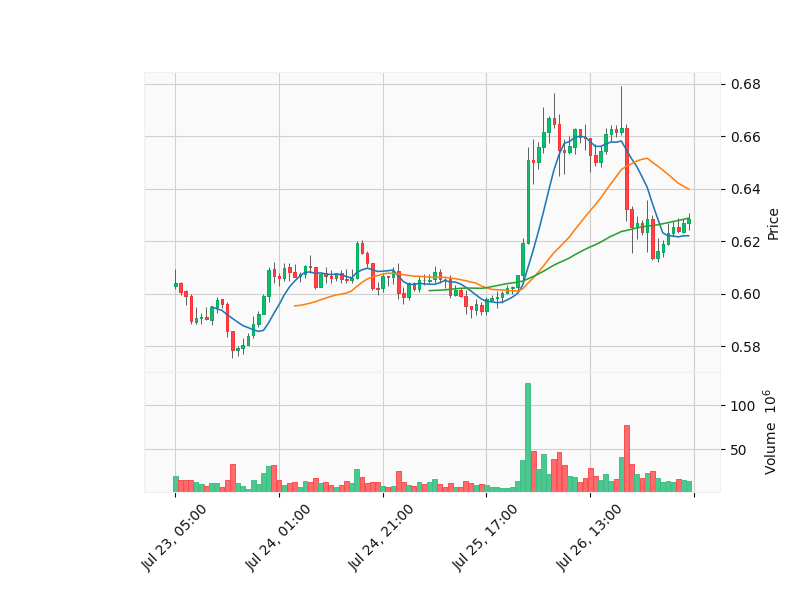 0.68
0.66
0.64
0.62
0.60
0.58
Price
100
50
Volume 10^6
Jul 23, 05:00
Jul 24, 01:00
Jul 24, 21:00
Jul 25, 17:00
Jul 26, 13:00